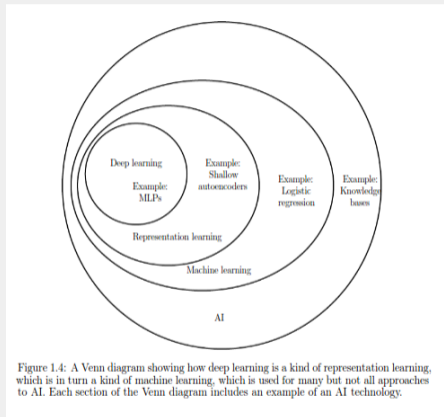 Deep learning
Example:
MLPs
Example:
Shallow
autoencoders
Example:
Logistic
regression
Example:
Knowledge
bases
Representation learning
Machine learning
AI
Figure 1.4: A Venn diagram showing how deep learning is a kind of representation learning,
which is in turn a kind of machine learning, which is used for many but not all approaches
to AI. Each section of the Venn diagram includes an example of an AI technology.